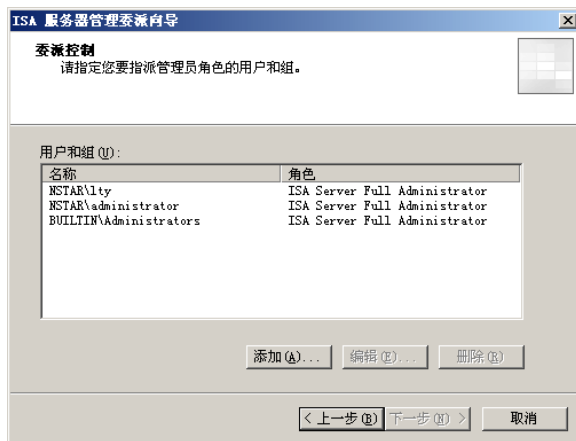 ISA 服务器管理委派向导
委派控制
请指定您要指派管理员角色的用户和组。
用户和组(U):
名称 角色
NSTAR\lty ISA Server Full Administrator
NSTAR\administrator ISA Server Full Administrator
BUILTIN\Administrators ISA Server Full Administrator
添加(A)... 编辑(E)... 删除(R)
< 上一步(B) 下一步(N) > 取消